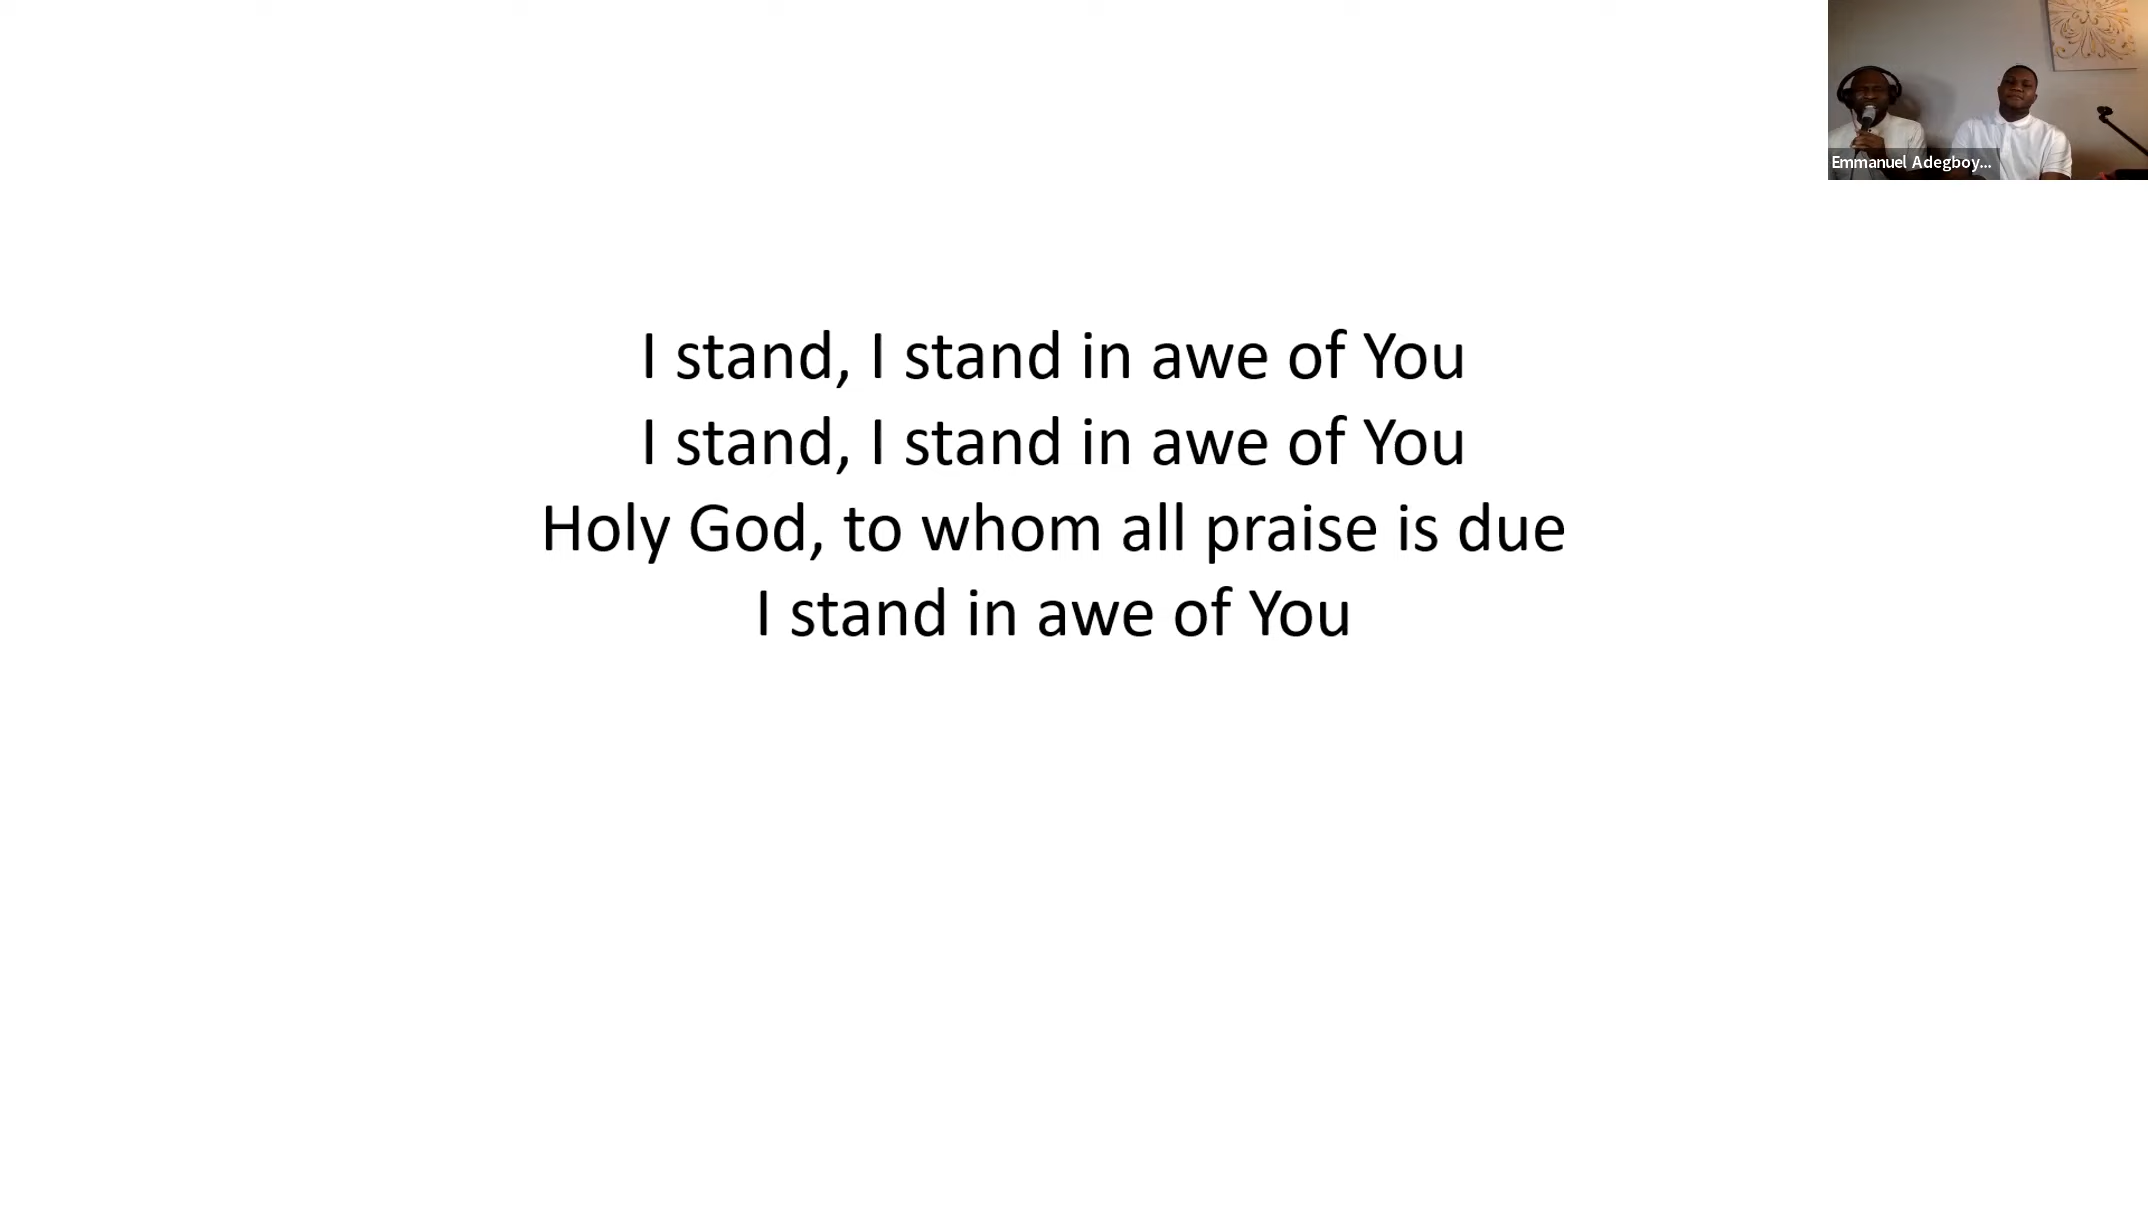 I stand, I stand in awe of You
I stand, I stand in awe of You
Holy God, to whom all praise is due
I stand in awe of You
Emmanuel Adegboy...